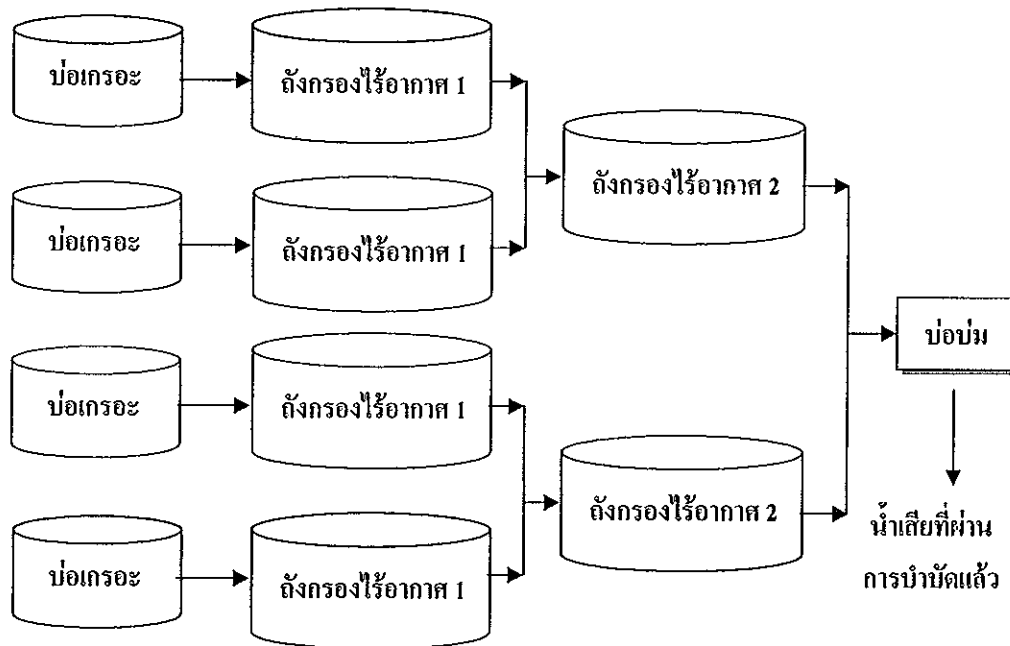 บ่อเกรอะ
ถังกรองไร้อากาศ 1
บ่อเกรอะ
ถังกรองไร้อากาศ 1
ถังกรองไร้อากาศ 2
บ่อเกรอะ
ถังกรองไร้อากาศ 1
บ่อเกรอะ
ถังกรองไร้อากาศ 1
ถังกรองไร้อากาศ 2
บ่อบ่ม
น้ำเสียที่ผ่าน
การบำบัดแล้ว